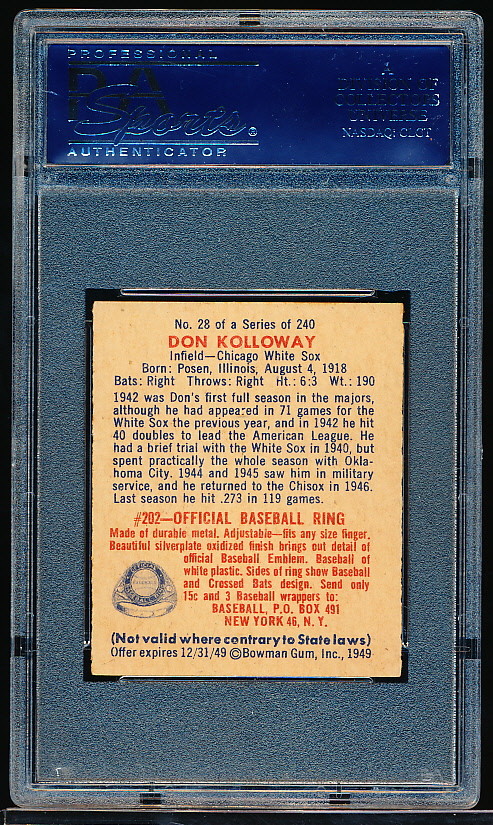 PROFESSIONAL
PSA
Sports®
AUTHENTICATOR
A
DIVISION OF
COLLECTORS
UNIVERSE
NASDAQ: CLCT
No. 28 of a Series of 240
DON KOLLOWAY
Infield—Chicago White Sox
Born: Posen, Illinois, August 4, 1918
Bats: Right Throws: Right Ht.: 6:3 Wt.: 190
1942 was Don's first full season in the majors,
although he had appeared in 71 games for the
White Sox the previous year, and in 1942 he hit
40 doubles to lead the American League. He
had a brief trial with the White Sox in 1940, but
spent practically the whole season with Okla-
homa City. 1944 and 1945 saw him in military
service, and he returned to the Chisox in 1946.
Last season he hit .273 in 119 games.
#202—OFFICIAL BASEBALL RING
Made of durable metal. Adjustable—fits any size finger.
Beautiful silverplate oxidized finish brings out detail of
official Baseball Emblem. Baseball of
white plastic. Sides of ring show Baseball
and Crossed Bats design. Send only
15c and 3 Baseball wrappers to:
BASEBALL, P.O. BOX 491
NEW YORK 46, N. Y.
(Not valid where contrary to State laws)
Offer expires 12/31/49 ©Bowman Gum, Inc., 1949